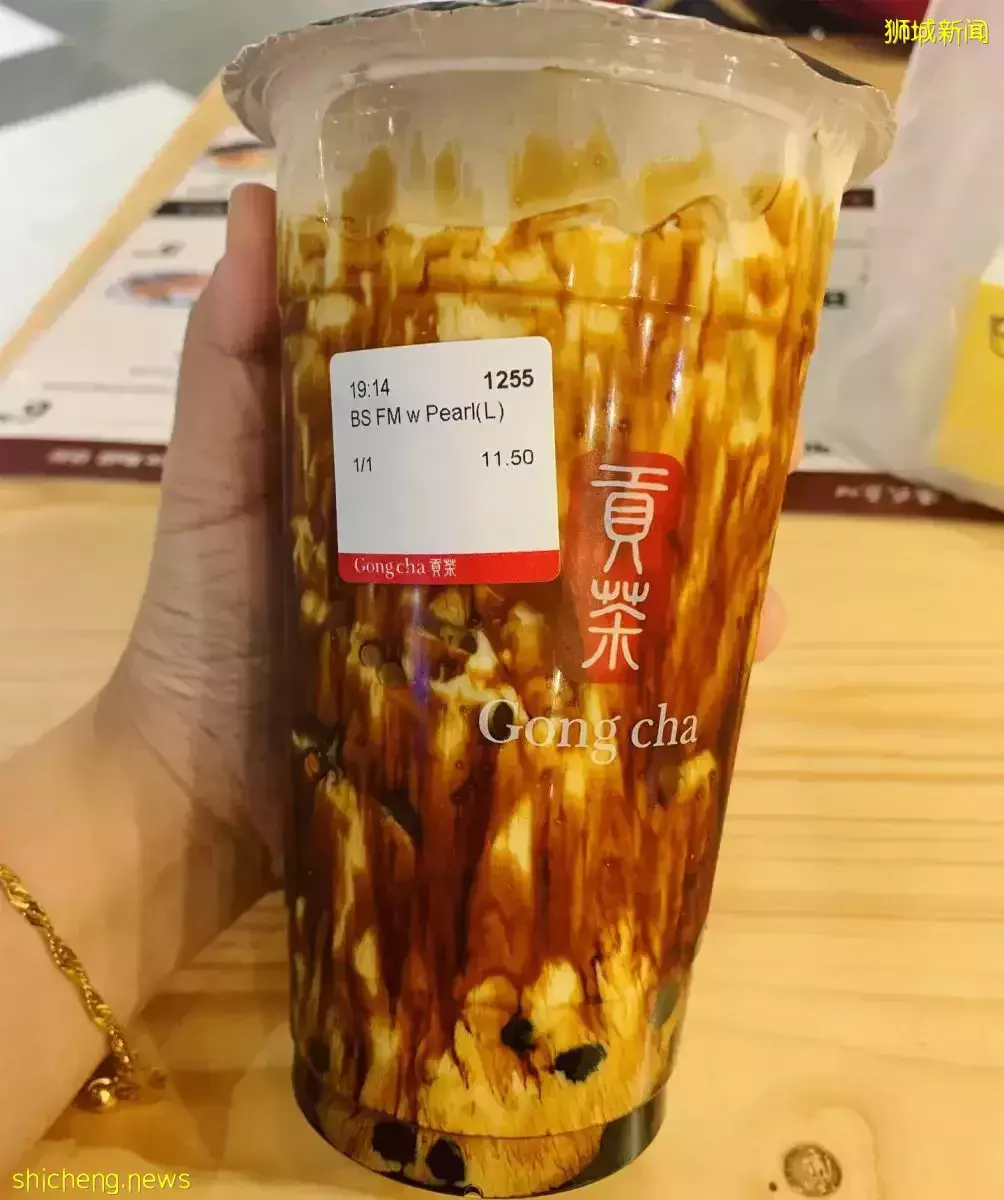 狮城新闻
19:14 1255
BS FM w Pearl(L)
1/1 11.50
Gong cha 貢茶
貢茶
Gong cha
shicheng.news